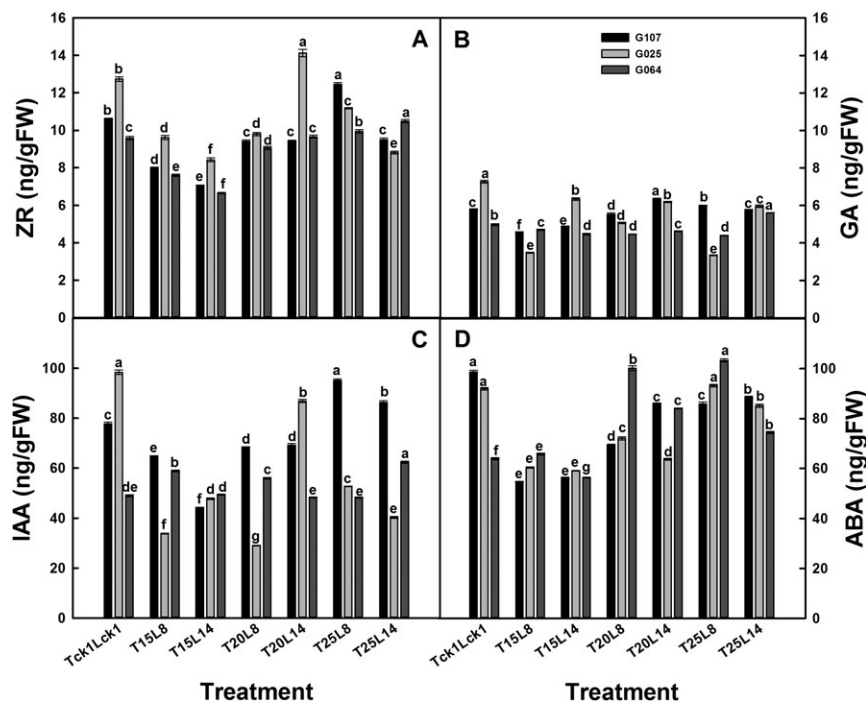 A
ZR (ng/gFW)
16
14
12
10
8
6
4
2
0
b b c
d d e
e f f
c d d
c a c
a c b
c e a
B
G107
G025
G064
GA (ng/gFW)
16
14
12
10
8
6
4
2
0
c a b
f e c
e a d
d d d
a b c
b e d
c c a
C
IAA (ng/gFW)
100
80
60
40
20
0
c a de
e f b
f d d
d g c
d b e
a c e
b e a
D
ABA (ng/gFW)
100
80
60
40
20
0
a a f
e e e
e e g
d c b
c d c
c a a
b b b
Tck1Lck1 T15L8 T15L14 T20L8 T20L14 T25L8 T25L14
Treatment
Tck1Lck1 T15L8 T15L14 T20L8 T20L14 T25L8 T25L14
Treatment